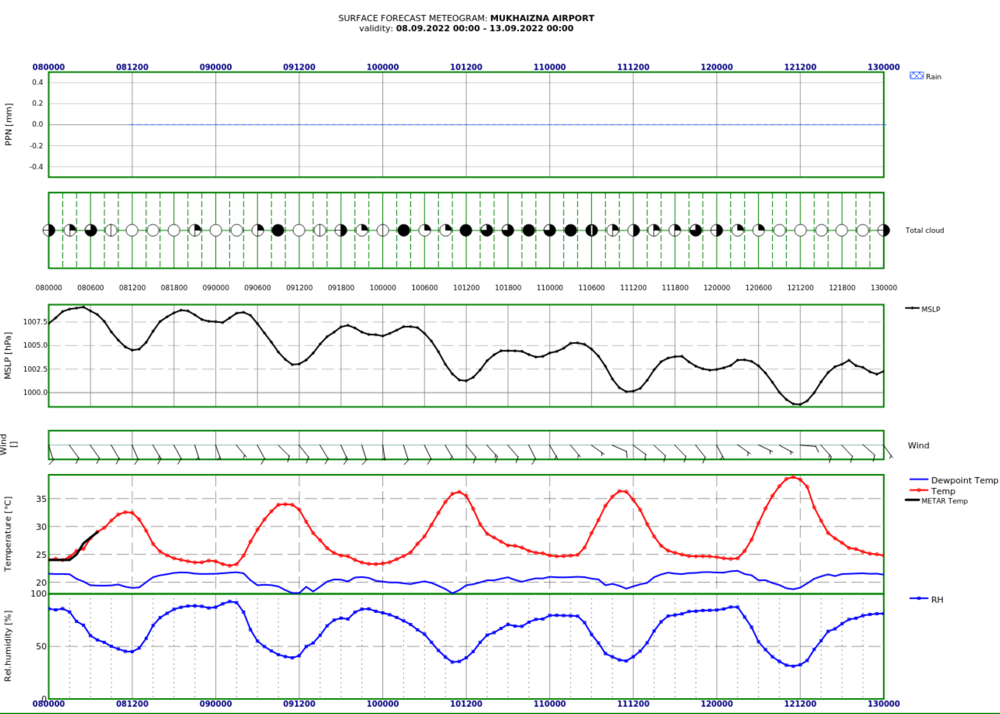 SURFACE FORECAST METEOGRAM: MUKHAIZNA AIRPORT
validity: 08.09.2022 00:00 - 13.09.2022 00:00
080000 081200 090000 091200 100000 101200 110000 111200 120000 121200 130000
PPN [mm]
0.4
0.2
0.0
-0.2
-0.4
Rain
Total cloud
080000 080600 081200 081800 090000 090600 091200 091800 100000 100600 101200 101800 110000 110600 111200 111800 120000 120600 121200 121800 130000
MSLP [hPa]
1007.5
1005.0
1002.5
1000.0
MSLP
Wind
[]
Wind
Temperature [°C]
35
30
25
20
Dewpoint Temp
Temp
METAR Temp
Rel.humidity [%]
100
50
0
RH
080000 081200 090000 091200 100000 101200 110000 111200 120000 121200 130000